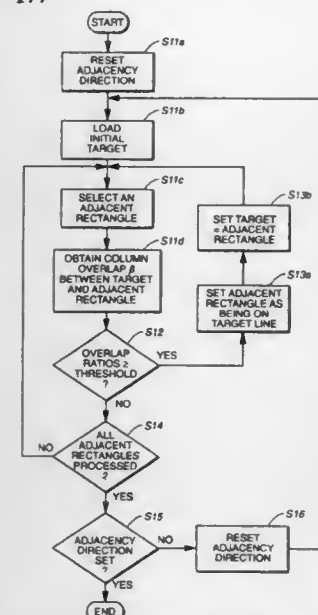 START
S11a
RESET
ADJACENCY
DIRECTION
S11b
LOAD
INITIAL
TARGET
S11c
SELECT AN
ADJACENT
RECTANGLE
S11d
OBTAIN COLUMN
OVERLAP β
BETWEEN TARGET
AND ADJACENT
RECTANGLE
S13b
SET TARGET
= ADJACENT
RECTANGLE
S13a
SET ADJACENT
RECTANGLE AS
BEING ON
TARGET LINE
S12
OVERLAP
RATIOS ≥
THRESHOLD
?
YES
NO
S14
ALL
ADJACENT
RECTANGLES
PROCESSED
?
NO
YES
S15
ADJACENCY
DIRECTION
SET
?
NO
YES
S16
RESET
ADJACENCY
DIRECTION
END